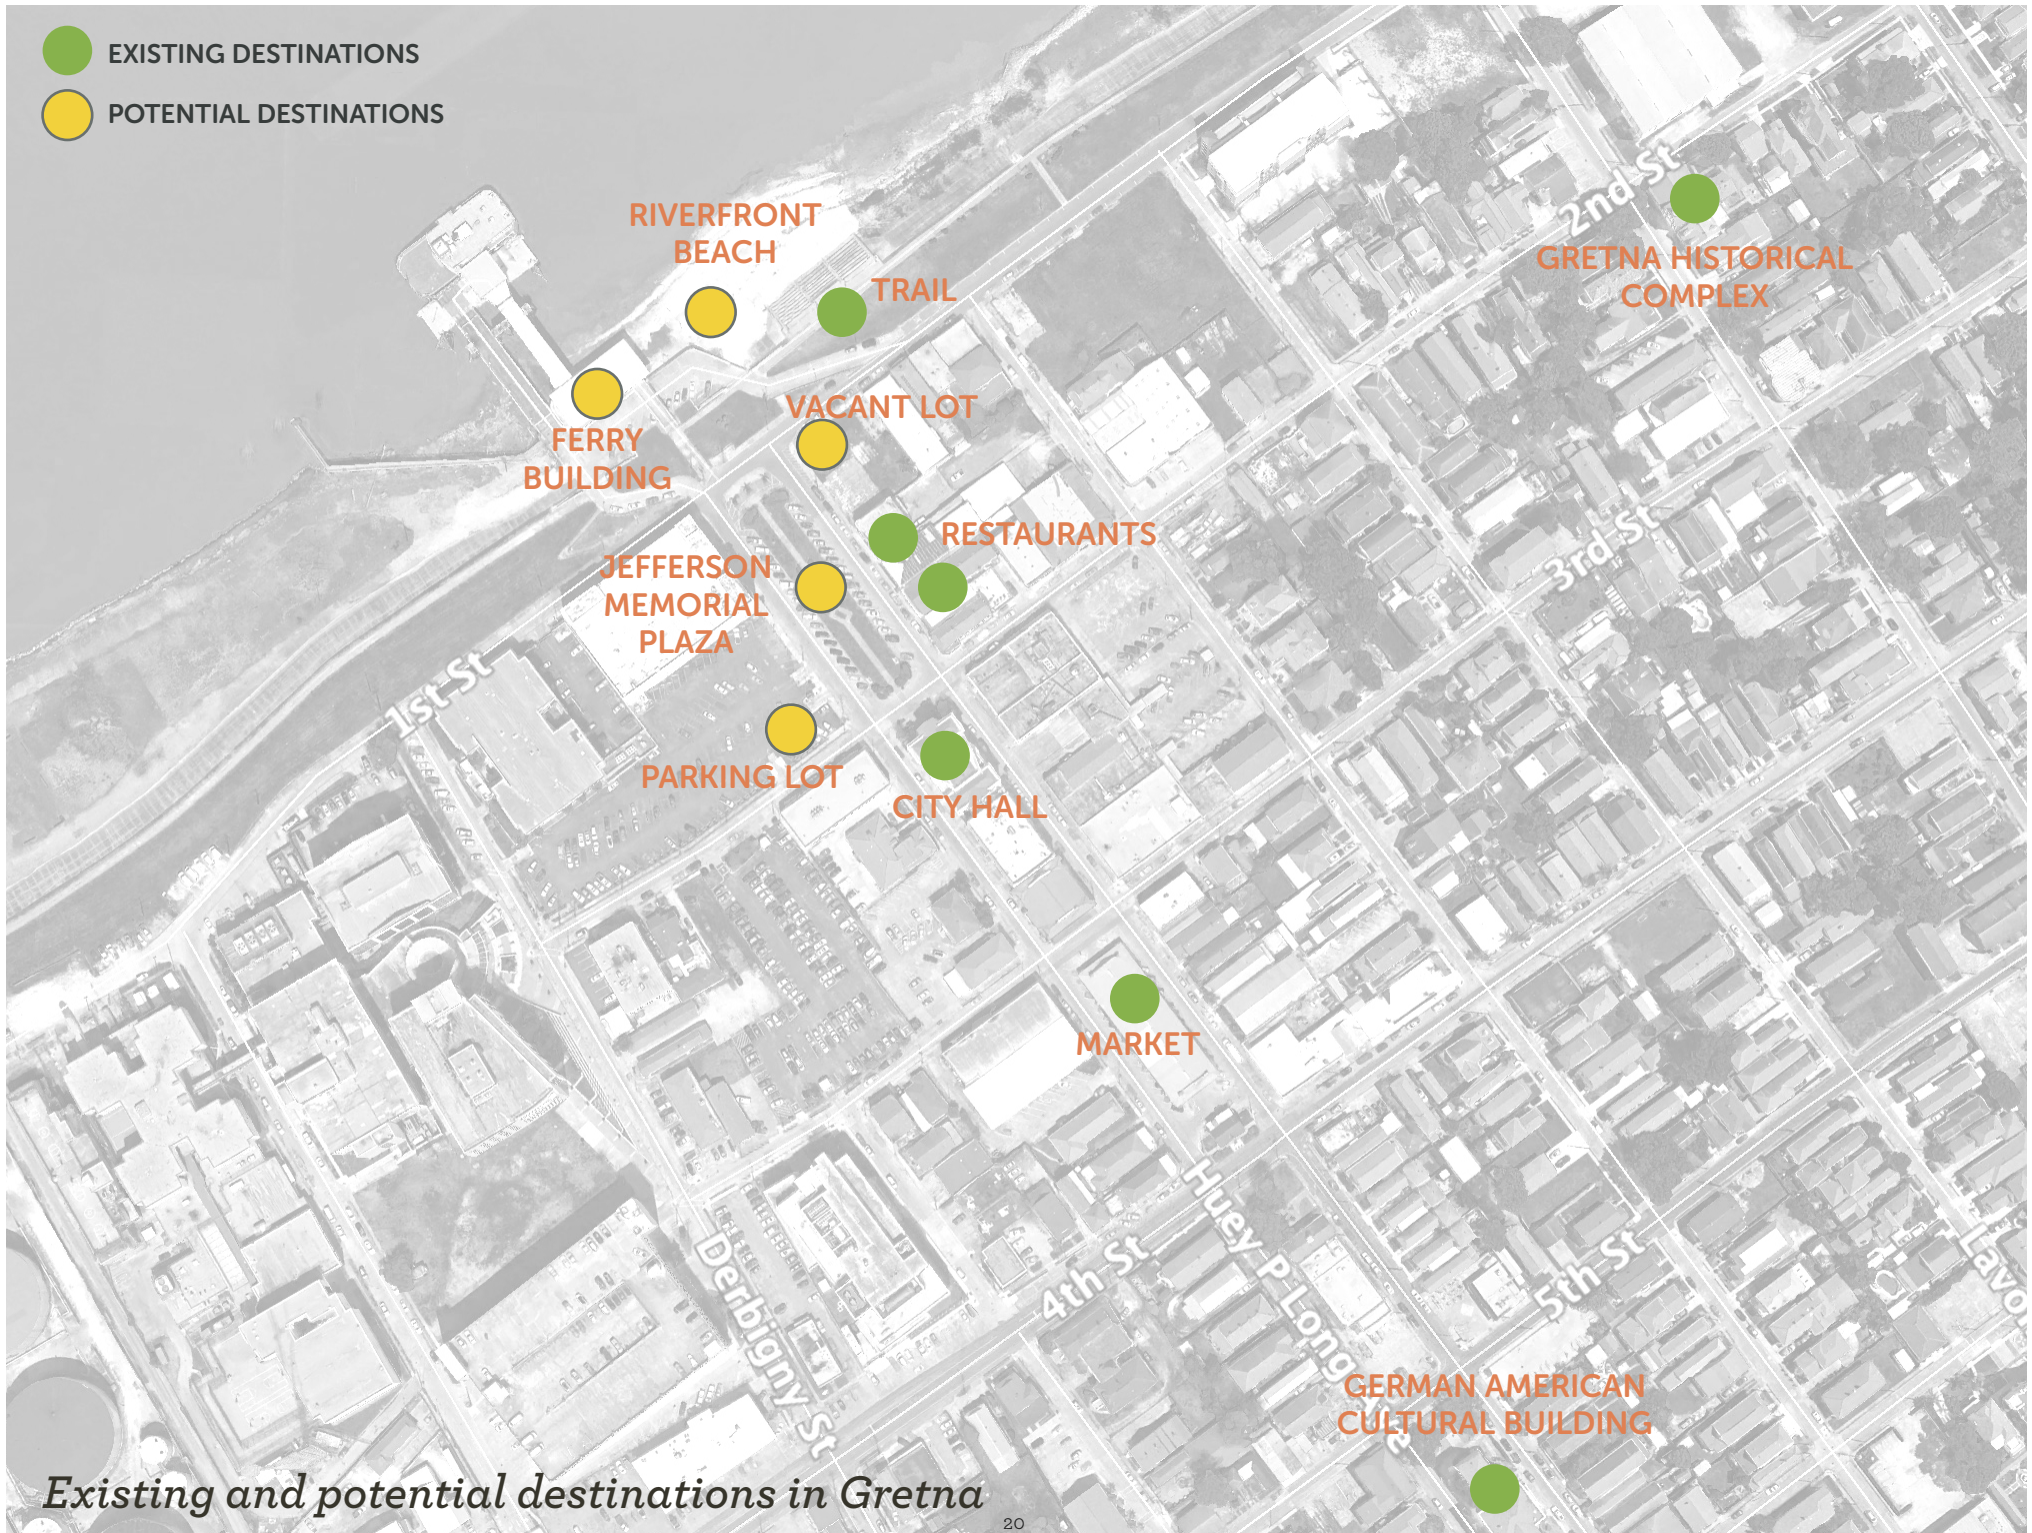 EXISTING DESTINATIONS
POTENTIAL DESTINATIONS
2nd St
RIVERFRONT
BEACH
GRETNA HISTORICAL
COMPLEX
TRAIL
VACANT LOT
FERRY
BUILDING
RESTAURANTS
3rd St
JEFFERSON
MEMORIAL
PLAZA
1st St
PARKING LOT
CITY HALL
MARKET
Huey P Long
Derbigny St
4th St
5th St
GERMAN AMERICAN
CULTURAL BUILDING
Existing and potential destinations in Gretna
20